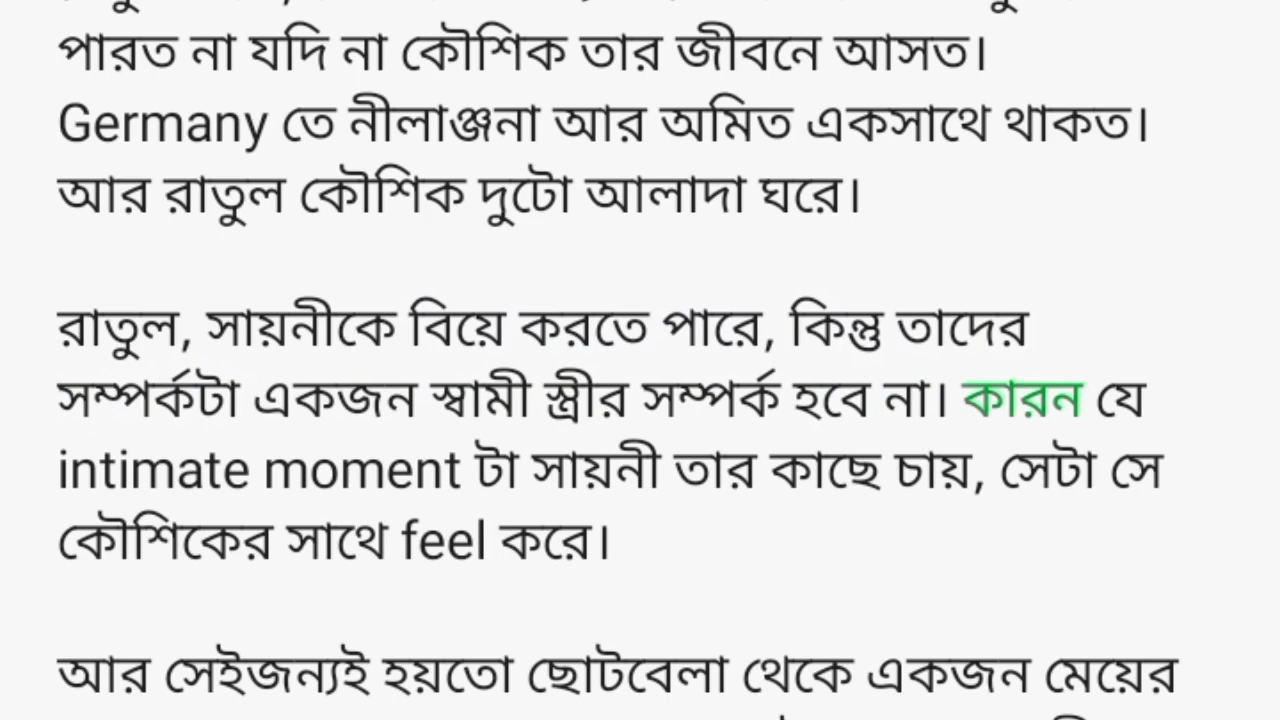 পারত না যদি না কৌশিক তার জীবনে আসত।
Germany তে নীলাঞ্জনা আর অমিত একসাথে থাকত।
আর রাতুল কৌশিক দুটো আলাদা ঘরে।
রাতুল, সায়নীকে বিয়ে করতে পারে, কিন্তু তাদের
সম্পর্কটা একজন স্বামী স্ত্রীর সম্পর্ক হবে না। কারন যে
intimate moment টা সায়নী তার কাছে চায়, সেটা সে
কৌশিকের সাথে feel করে।
আর সেইজন্যই হয়তো ছোটবেলা থেকে একজন মেয়ের